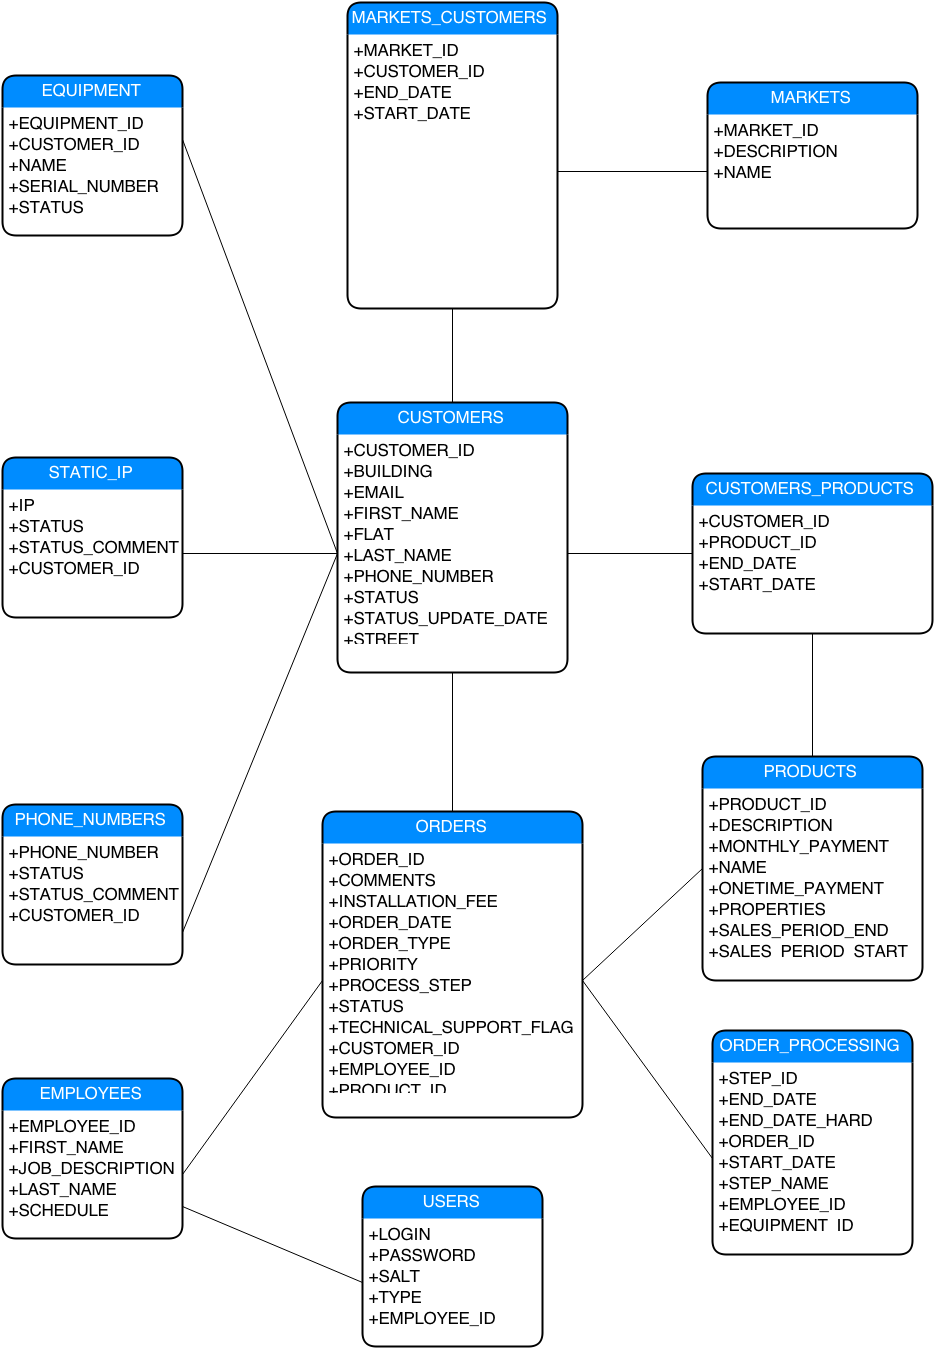 MARKETS_CUSTOMERS
+MARKET_ID
+CUSTOMER_ID
+END_DATE
+START_DATE
EQUIPMENT
+EQUIPMENT_ID
+CUSTOMER_ID
+NAME
+SERIAL_NUMBER
+STATUS
MARKETS
+MARKET_ID
+DESCRIPTION
+NAME
CUSTOMERS
+CUSTOMER_ID
+BUILDING
+EMAIL
+FIRST_NAME
+FLAT
+LAST_NAME
+PHONE_NUMBER
+STATUS
+STATUS_UPDATE_DATE
+STREET
STATIC_IP
+IP
+STATUS
+STATUS_COMMENT
+CUSTOMER_ID
CUSTOMERS_PRODUCTS
+CUSTOMER_ID
+PRODUCT_ID
+END_DATE
+START_DATE
PHONE_NUMBERS
+PHONE_NUMBER
+STATUS
+STATUS_COMMENT
+CUSTOMER_ID
ORDERS
+ORDER_ID
+COMMENTS
+INSTALLATION_FEE
+ORDER_DATE
+ORDER_TYPE
+PRIORITY
+PROCESS_STEP
+STATUS
+TECHNICAL_SUPPORT_FLAG
+CUSTOMER_ID
+EMPLOYEE_ID
+PRODUCT_ID
PRODUCTS
+PRODUCT_ID
+DESCRIPTION
+MONTHLY_PAYMENT
+NAME
+ONETIME_PAYMENT
+PROPERTIES
+SALES_PERIOD_END
+SALES_PERIOD_START
ORDER_PROCESSING
+STEP_ID
+END_DATE
+END_DATE_HARD
+ORDER_ID
+START_DATE
+STEP_NAME
+EMPLOYEE_ID
+EQUIPMENT_ID
EMPLOYEES
+EMPLOYEE_ID
+FIRST_NAME
+JOB_DESCRIPTION
+LAST_NAME
+SCHEDULE
USERS
+LOGIN
+PASSWORD
+SALT
+TYPE
+EMPLOYEE_ID